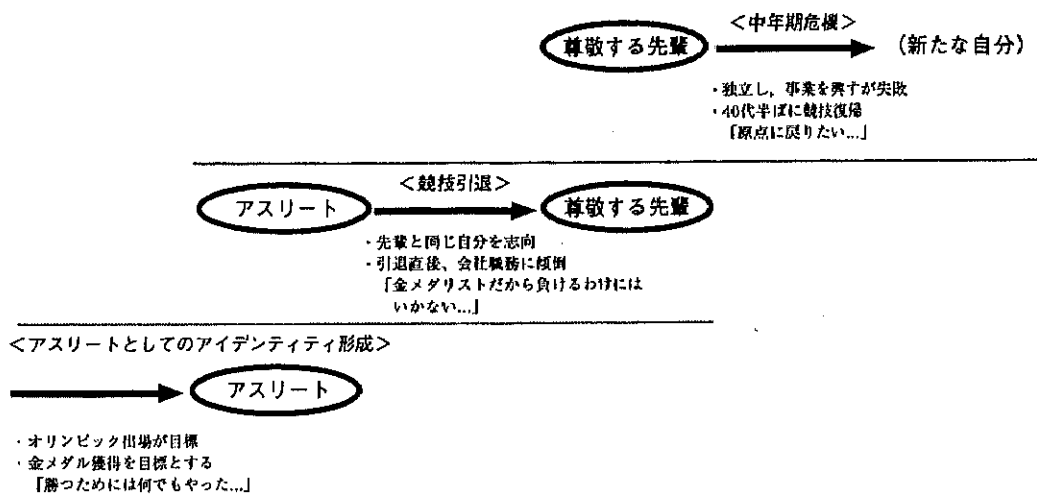 <中年期危機>
尊敬する先輩
(新たな自分)
・独立し，事業を興すが失敗
・40代半ばに競技復帰
「原点に戻りたい...」
<競技引退>
アスリート
尊敬する先輩
・先輩と同じ自分を志向
・引退直後、会社職務に傾倒
「金メダリストだから負けるわけには
いかない...」
<アスリートとしてのアイデンティティ形成>
アスリート
・オリンピック出場が目標
・金メダル獲得を目標とする
「勝つためには何でもやった...」